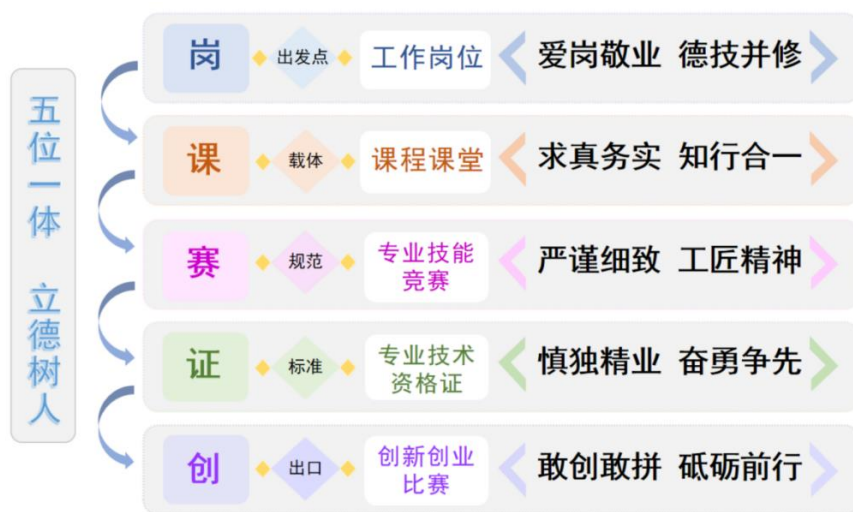 五位一体 立德树人
岗 出发点 工作岗位 爱岗敬业 德技并修
课 载体 课程课堂 求真务实 知行合一
赛 规范 专业技能
竞赛 严谨细致 工匠精神
证 标准 专业技术
资格证 慎独精业 奋勇争先
创 出口 创新创业
比赛 敢创敢拼 砥砺前行